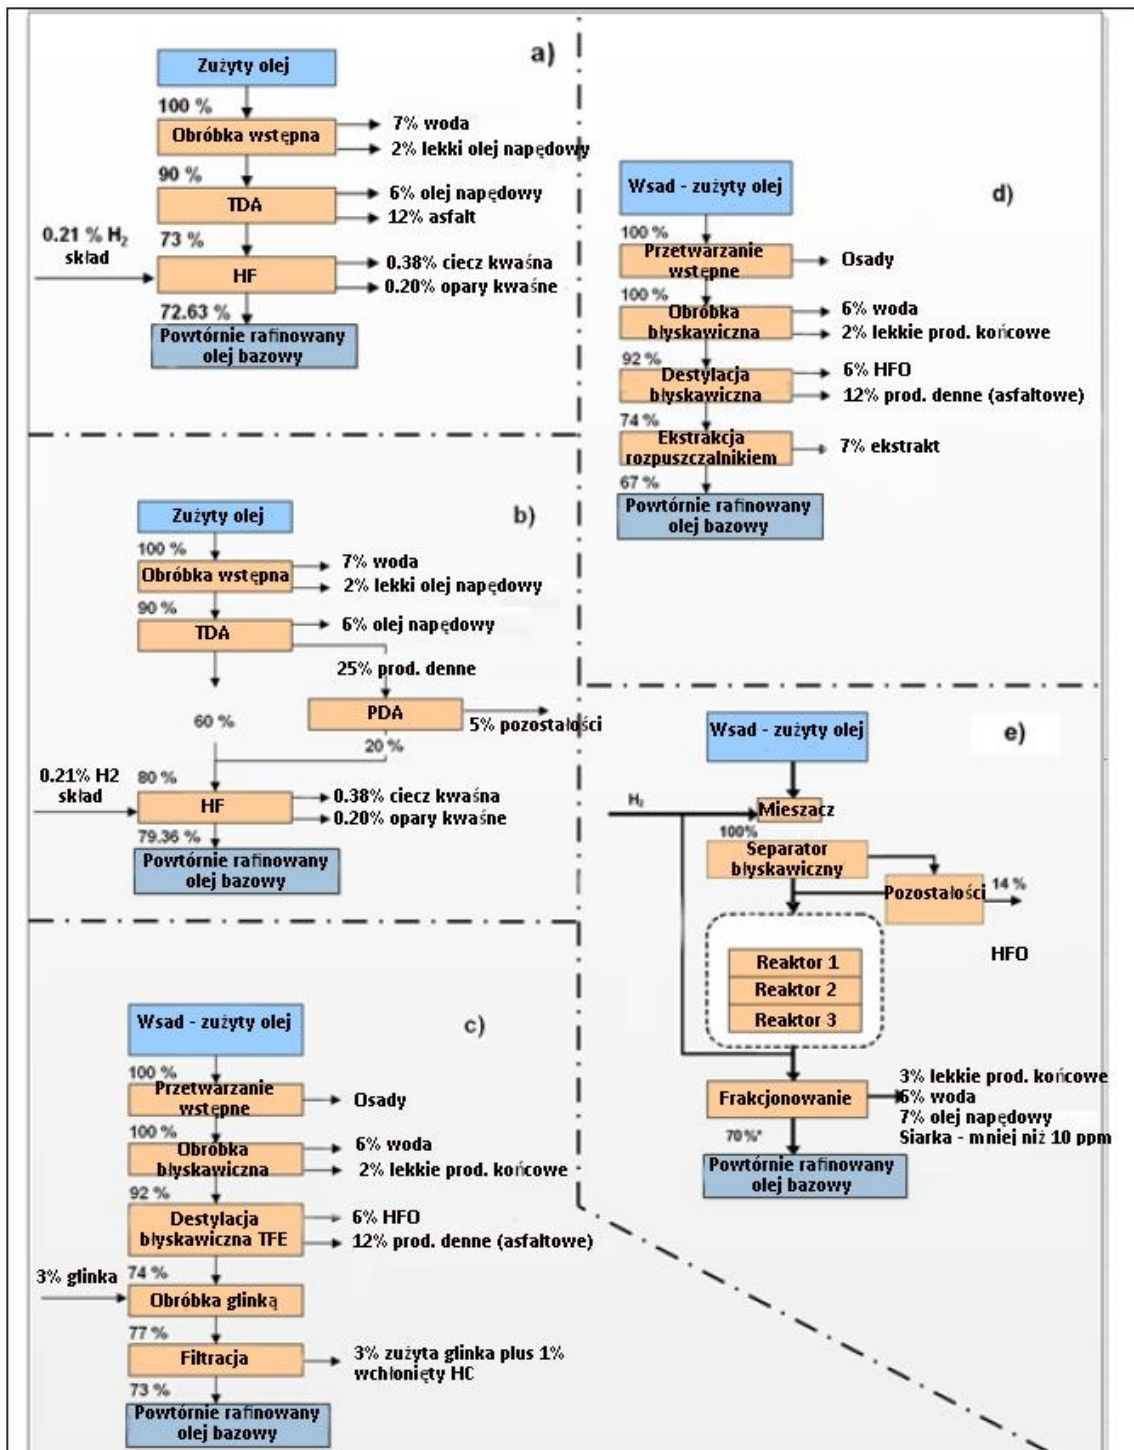 a)
Zużyty olej
100 %
Obróbka wstępna
7% woda
2% lekki olej napędowy
90 %
TDA
6% olej napędowy
12% asfalt
73 %
0.21 % H₂
skład
HF
0.38% ciecz kwaśna
0.20% opary kwaśne
72.63 %
Powtórnie rafinowany
olej bazowy
b)
Zużyty olej
100 %
Obróbka wstępna
7% woda
2% lekki olej napędowy
90 %
TDA
6% olej napędowy
25% prod. denne
PDA
5% pozostałości
60 %
20 %
80 %
0.21% H2
skład
HF
0.38% ciecz kwaśna
0.20% opary kwaśne
79.36 %
Powtórnie rafinowany
olej bazowy
c)
Wsad - zużyty olej
100 %
Przetwarzanie
wstępne
Osady
100 %
Obróbka
błyskawiczna
6% woda
2% lekkie prod. końcowe
92 %
Destylacja
błyskawiczna TFE
6% HFO
12% prod. denne (asfaltowe)
3% glinka
74 %
Obróbka glinką
77 %
Filtracja
3% zużyta glinka plus 1%
wchłonięty HC
73 %
Powtórnie rafinowany
olej bazowy
d)
Wsad - zużyty olej
100 %
Przetwarzanie
wstępne
Osady
100 %
Obróbka
błyskawiczna
6% woda
2% lekkie prod. końcowe
92 %
Destylacja
błyskawiczna
6% HFO
12% prod. denne (asfaltowe)
74 %
Ekstrakcja
rozpuszczalnikiem
7% ekstrakt
67 %
Powtórnie rafinowany
olej bazowy
e)
Wsad - zużyty olej
H₂
Mieszacz
100%
Separator
błyskawiczny
Pozostałości
14 %
HFO
Reaktor 1
Reaktor 2
Reaktor 3
Frakcjonowanie
3% lekkie prod. końcowe
6% woda
7% olej napędowy
Siarka - mniej niż 10 ppm
70%*
Powtórnie rafinowany
olej bazowy